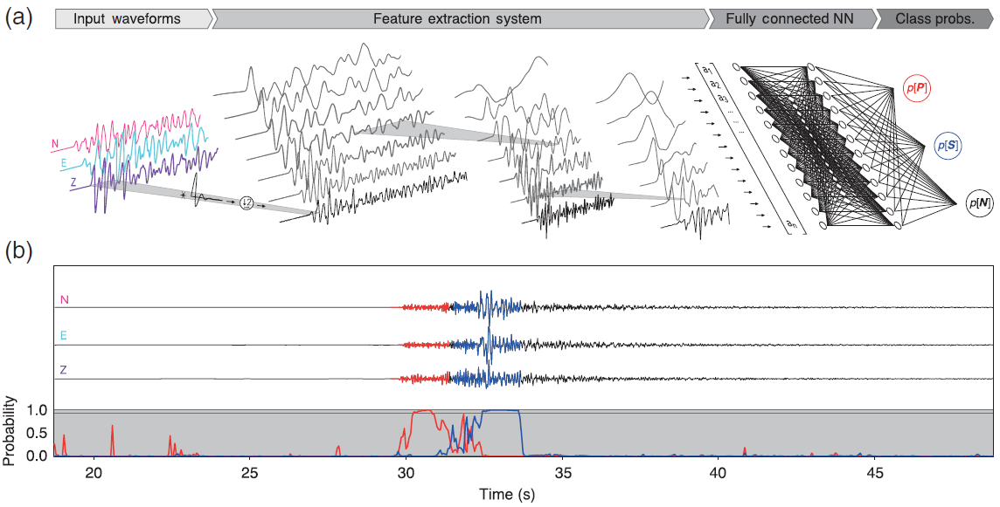 (a)
Input waveforms
Feature extraction system
Fully connected NN
Class probs.
N
E
Z
*
↓2
a1
a2
a3
...
...
an
p[P]
p[S]
p[N]
(b)
N
E
Z
Probability
1.0
0.5
0.0
20 25 30 35 40 45
Time (s)